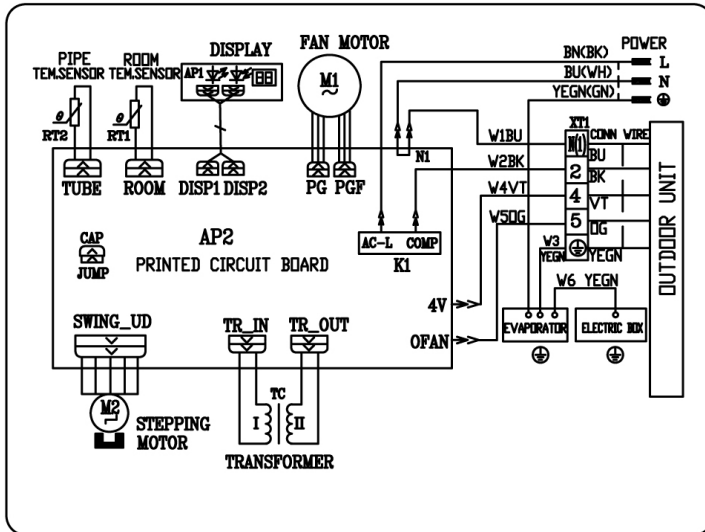 PIPE
TEM.SENSOR
ROOM
TEM.SENSOR
DISPLAY
FAN MOTOR
POWER
BN(BK)
L
BU(WH)
N
YEGN(GN)
AP1
M1
~
θ
RT2
θ
RT1
XT1
CONN WIRE
W1BU
N(1)
BU
N1
W2BK
2
BK
TUBE
ROOM
DISP1
DISP2
PG
PGF
W4VT
4
VT
W5OG
5
OG
OUTDOOR UNIT
CAP
JUMP
AP2
PRINTED CIRCUIT BOARD
AC-L
COMP
K1
W3
YEGN
YEGN
W6 YEGN
4V
EVAPORATOR
ELECTRIC BOX
SWING_UD
TR_IN
TR_OUT
OFAN
M2
STEPPING
MOTOR
TC
I
II
TRANSFORMER